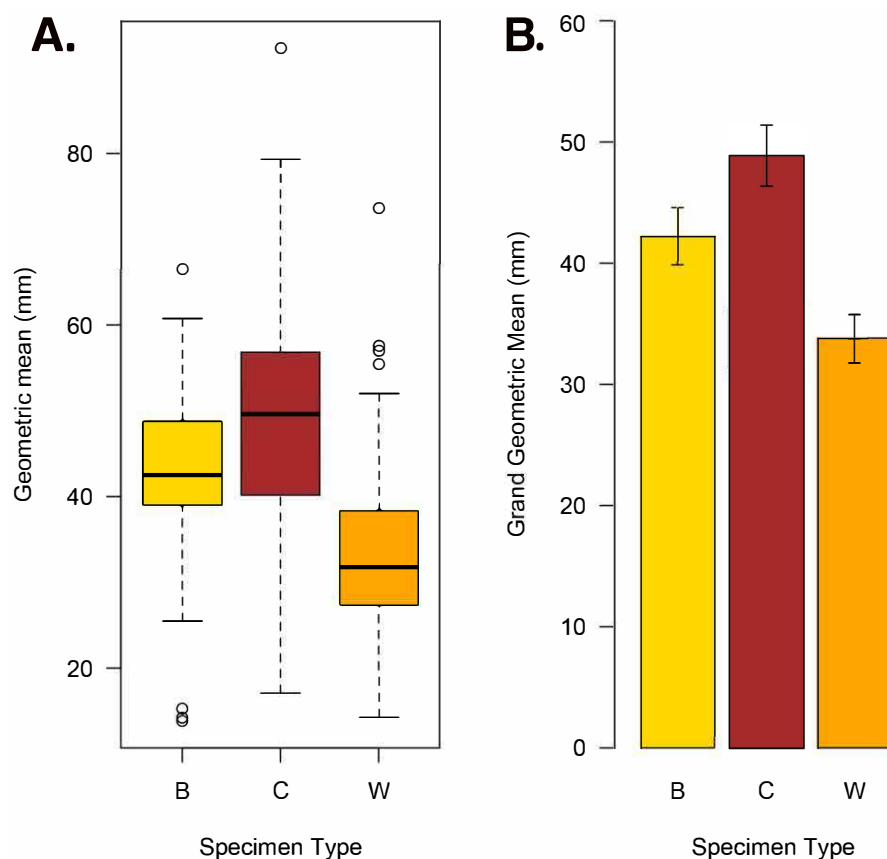 A.
Geometric mean (mm)
80
60
40
20
B
C
W
Specimen Type
B.
Grand Geometric Mean (mm)
60
50
40
30
20
10
0
B
C
W
Specimen Type